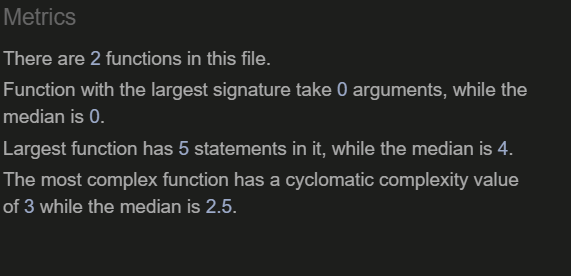 Metrics
There are 2 functions in this file.
Function with the largest signature take 0 arguments, while the
median is 0.
Largest function has 5 statements in it, while the median is 4.
The most complex function has a cyclomatic complexity value
of 3 while the median is 2.5.